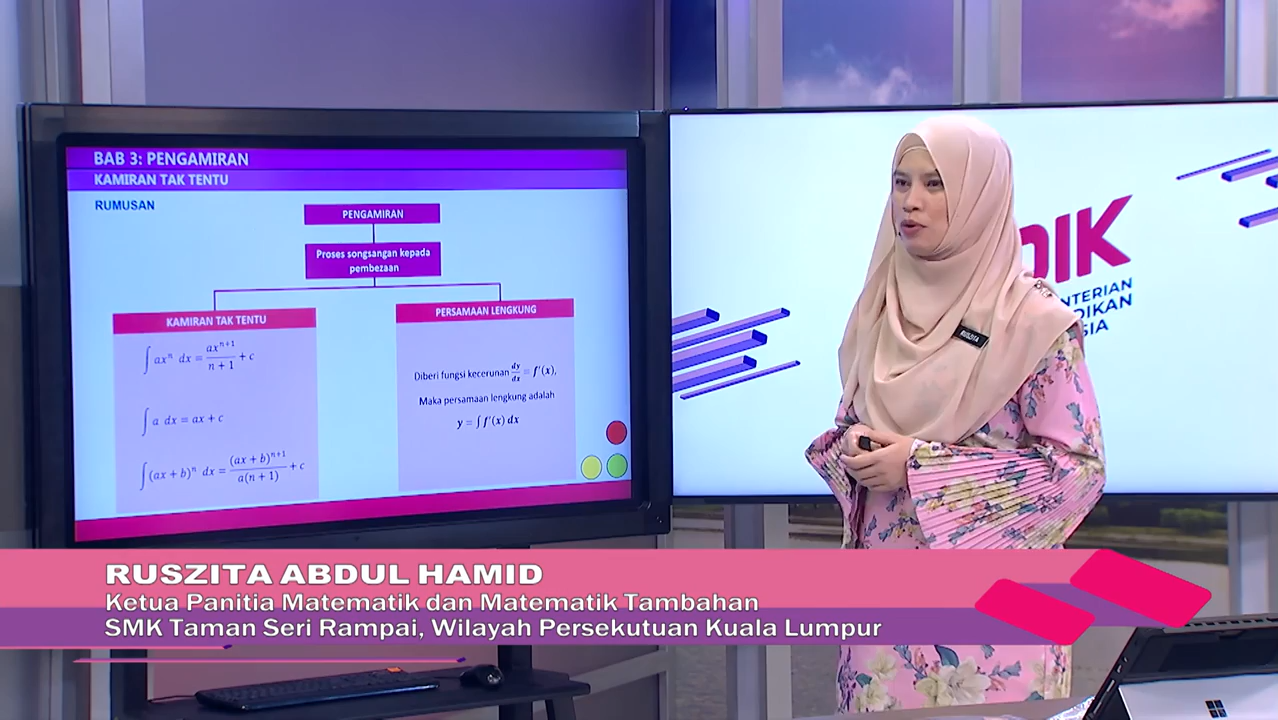 BAB 3: PENGAMIRAN
KAMIRAN TAK TENTU
RUMUSAN
PENGAMIRAN
Proses songsangan kepada
pembezaan
KAMIRAN TAK TENTU
∫ axⁿ dx = axⁿ⁺¹/(n + 1) + c
∫ a dx = ax + c
∫ (ax + b)ⁿ dx = (ax + b)ⁿ⁺¹/(a(n + 1)) + c
PERSAMAAN LENGKUNG
Diberi fungsi kecerunan dy/dx = f'(x),
Maka persamaan lengkung adalah
y = ∫ f'(x) dx
RUSZITA
RUSZITA ABDUL HAMID
Ketua Panitia Matematik dan Matematik Tambahan
SMK Taman Seri Rampai, Wilayah Persekutuan Kuala Lumpur